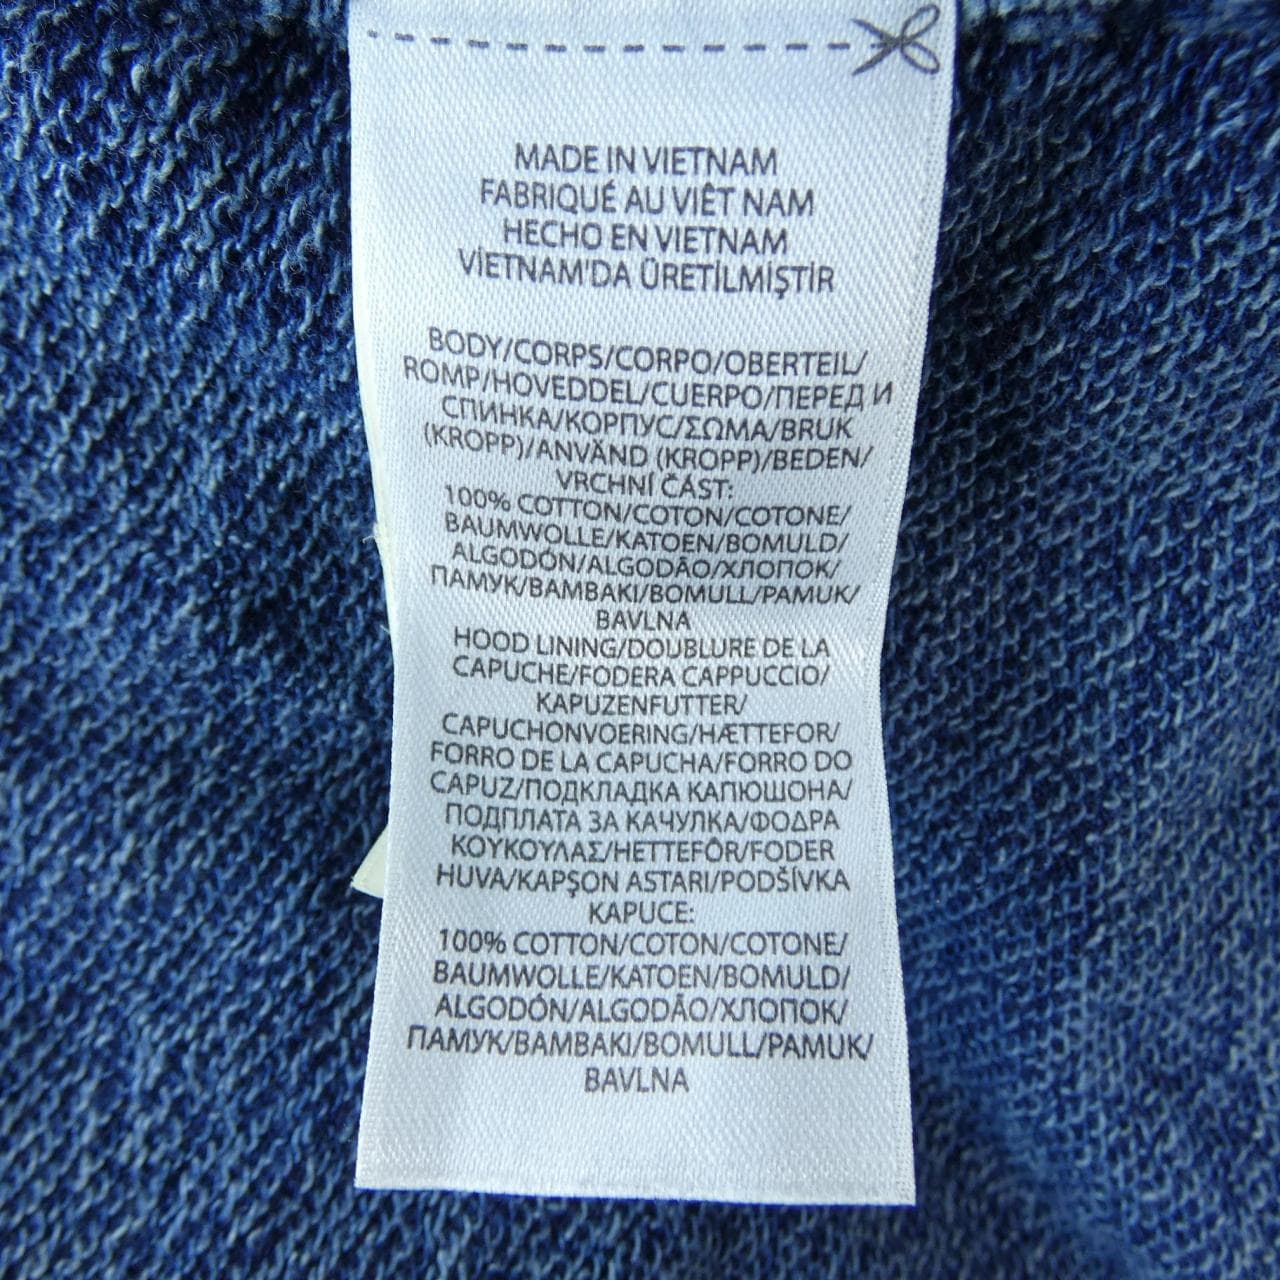 MADE IN VIETNAM
FABRIQUÉ AU VIÊT NAM
HECHO EN VIETNAM
VİETNAM'DA ÜRETİLMİŞTİR
BODY/CORPS/CORPO/OBERTEIL/
ROMP/HOVEDDEL/CUERPO/ПЕРЕД И
СПИНКА/КОРПУС/ΣΩΜΑ/BRUK
(KROPP)/ANVÄND (KROPP)/BEDEN/
VRCHNÍ ČÁST:
100% COTTON/COTON/COTONE/
BAUMWOLLE/KATOEN/BOMULD/
ALGODÓN/ALGODÃO/ХЛОПОК/
ПАМУК/ΒΑΜΒΑΚΙ/BOMULL/PAMUK/
BAVLNA
HOOD LINING/DOUBLURE DE LA
CAPUCHE/FODERA CAPPUCCIO/
KAPUZENFUTTER/
CAPUCHONVOERING/HÆTTEFOR/
FORRO DE LA CAPUCHA/FORRO DO
CAPUZ/ПОДКЛАДКА КАПЮШОНА/
ПОДПЛАТА ЗА КАЧУЛКА/ΦΟΔΡΑ
ΚΟΥΚΟΥΛΑΣ/HETTEFÔR/FODER
HUVA/KAPŞON ASTARI/PODŠÍVKA
KAPUCE:
100% COTTON/COTON/COTONE/
BAUMWOLLE/KATOEN/BOMULD/
ALGODÓN/ALGODÃO/ХЛОПОК/
ПАМУК/ΒΑΜΒΑΚΙ/BOMULL/PAMUK/
BAVLNA